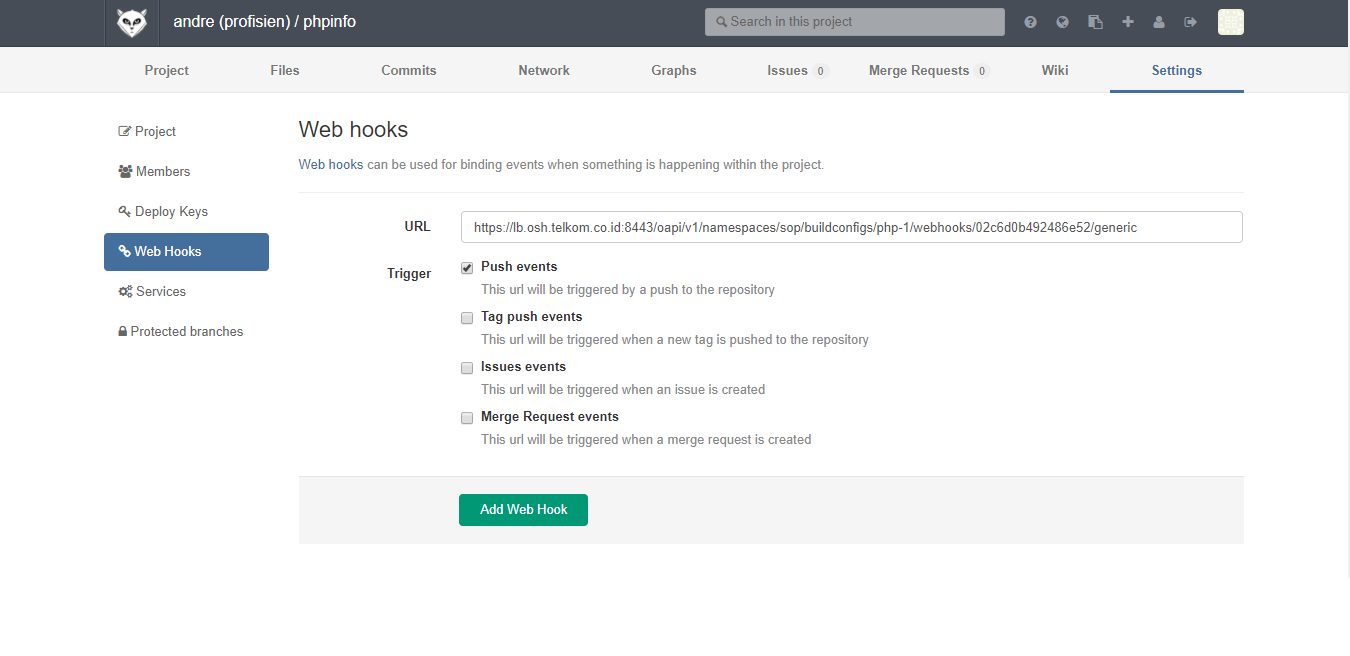 andre (profisien) / phpinfo
Search in this project
Project Files Commits Network Graphs Issues 0 Merge Requests 0 Wiki Settings
Project
Members
Deploy Keys
Web Hooks
Services
Protected branches
Web hooks
Web hooks can be used for binding events when something is happening within the project.
URL https://lb.osh.telkom.co.id:8443/oapi/v1/namespaces/sop/buildconfigs/php-1/webhooks/02c6d0b492486e52/generic
Trigger Push events
This url will be triggered by a push to the repository
Tag push events
This url will be triggered when a new tag is pushed to the repository
Issues events
This url will be triggered when an issue is created
Merge Request events
This url will be triggered when a merge request is created
Add Web Hook